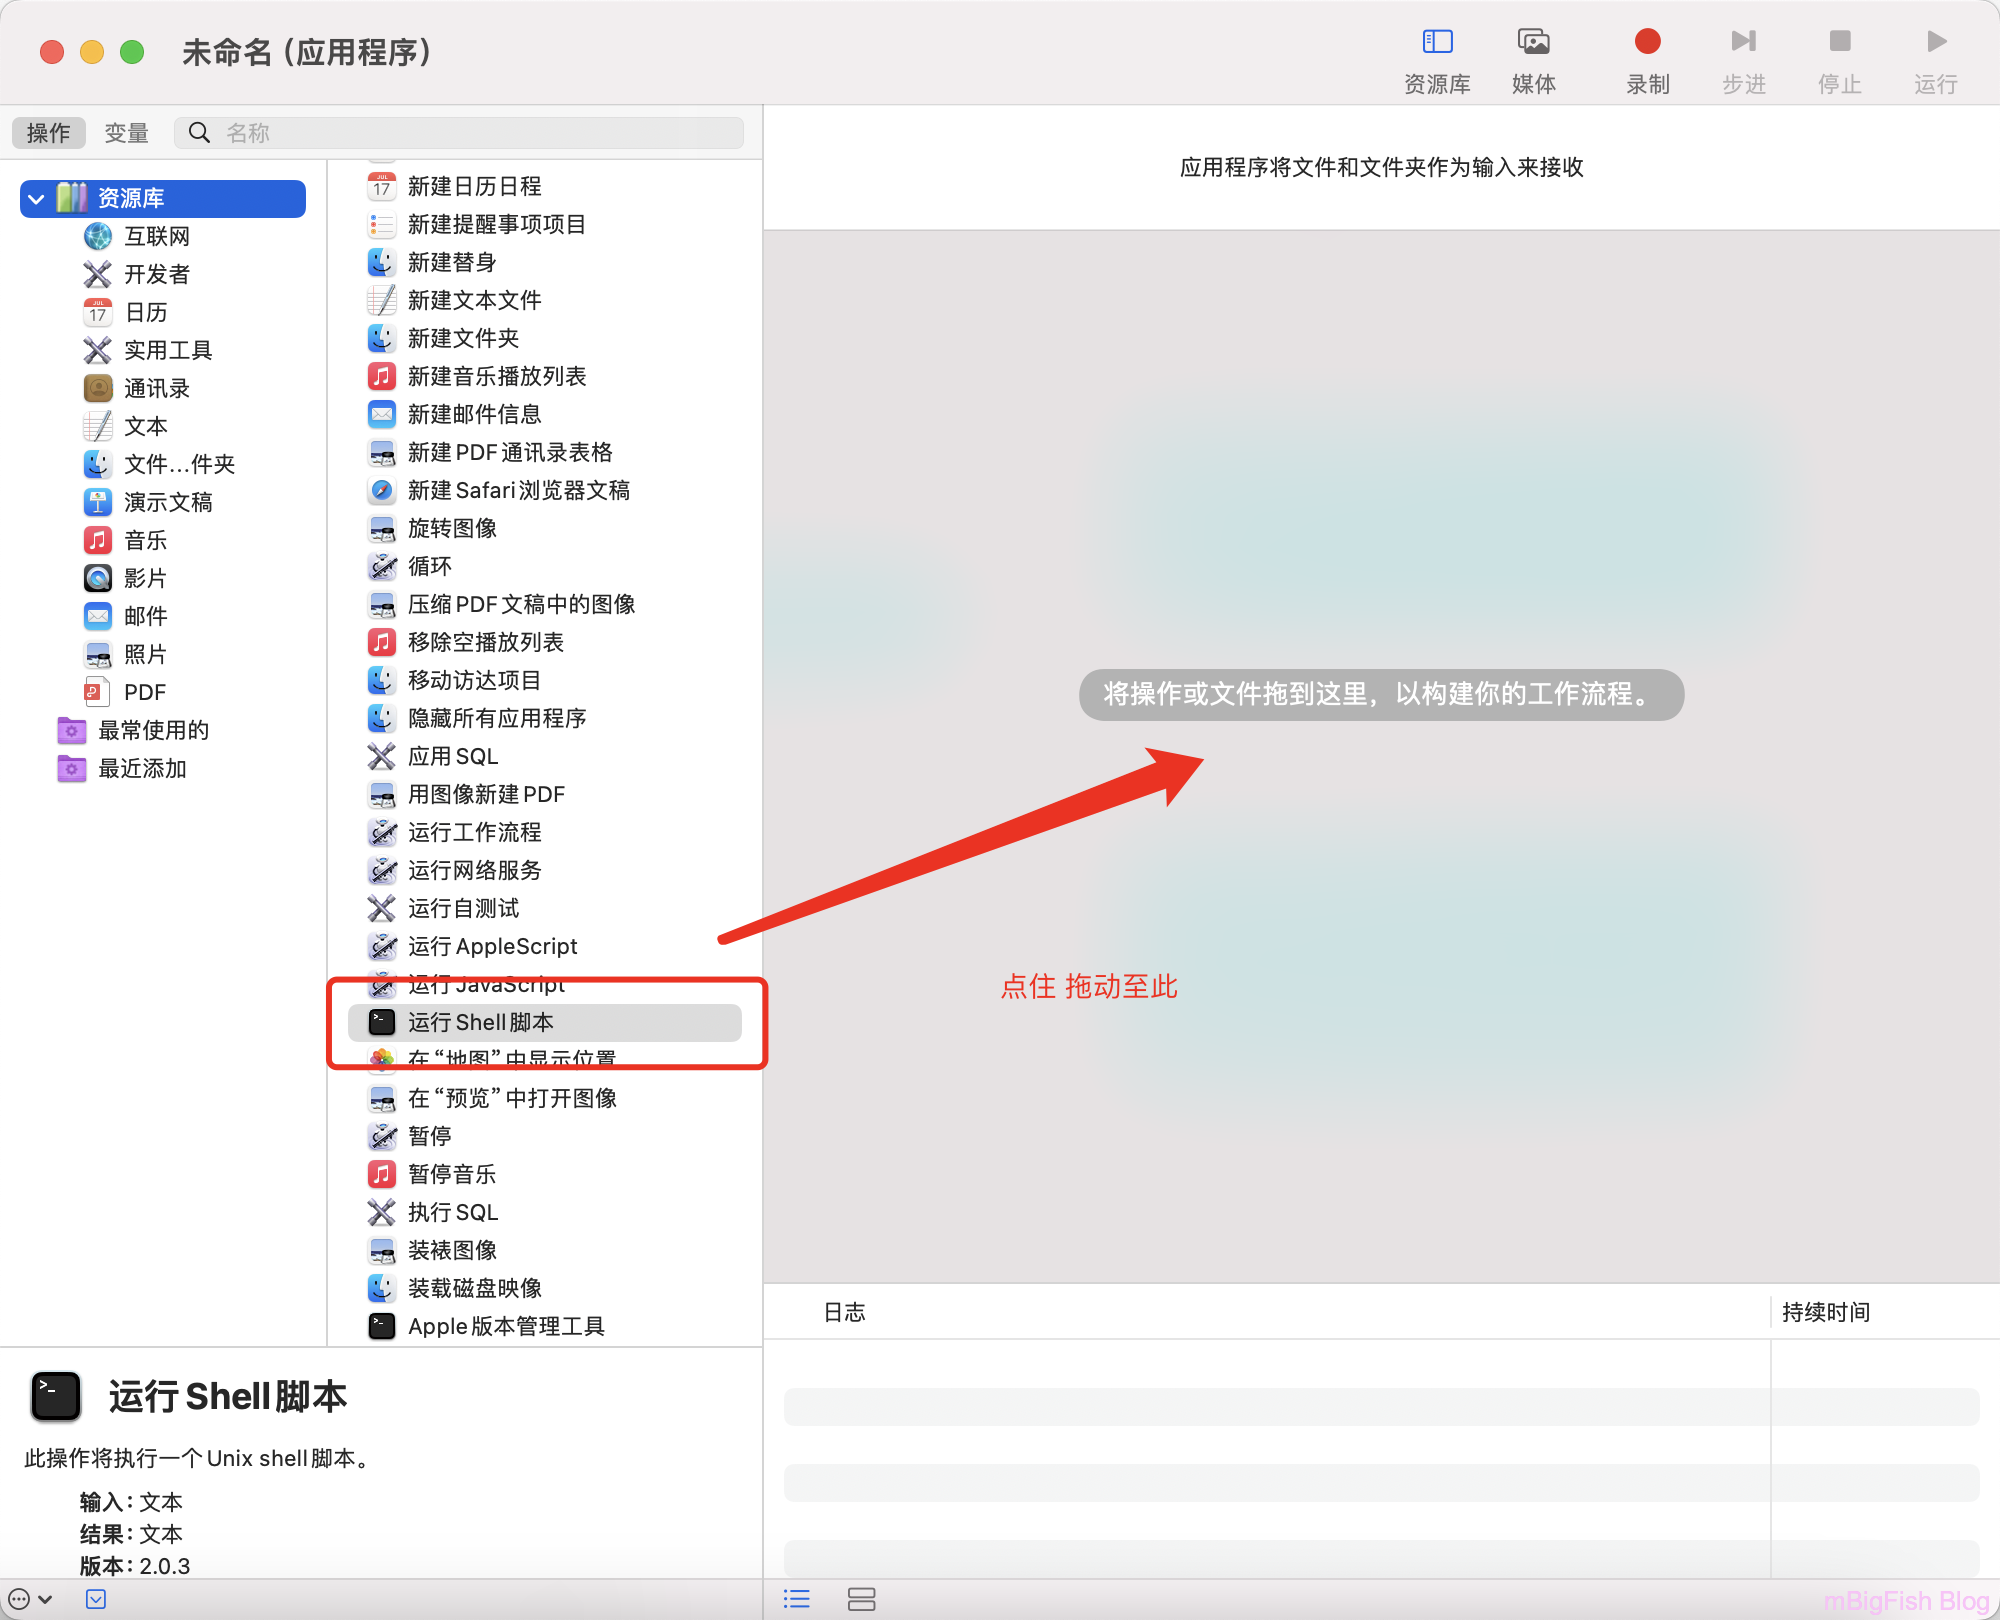 未命名 (应用程序)
资源库
媒体
录制
步进
停止
运行
操作
变量
名称
资源库
互联网
开发者
JUL
17
日历
实用工具
通讯录
文本
文件...件夹
演示文稿
音乐
影片
邮件
照片
PDF
最常使用的
最近添加
JUL
17
新建日历日程
新建提醒事项项目
新建替身
新建文本文件
新建文件夹
新建音乐播放列表
新建邮件信息
新建PDF通讯录表格
新建Safari浏览器文稿
旋转图像
循环
压缩PDF文稿中的图像
移除空播放列表
移动访达项目
隐藏所有应用程序
应用SQL
用图像新建PDF
运行工作流程
运行网络服务
运行自测试
运行AppleScript
运行JavaScript
运行Shell脚本
在“地图”中显示位置
在“预览”中打开图像
暂停
暂停音乐
执行SQL
装裱图像
装载磁盘映像
Apple版本管理工具
应用程序将文件和文件夹作为输入来接收
将操作或文件拖到这里，以构建你的工作流程。
点住 拖动至此
日志
持续时间
运行Shell脚本
此操作将执行一个Unix shell脚本。
输入：文本
结果：文本
版本：2.0.3
mBigFish Blog